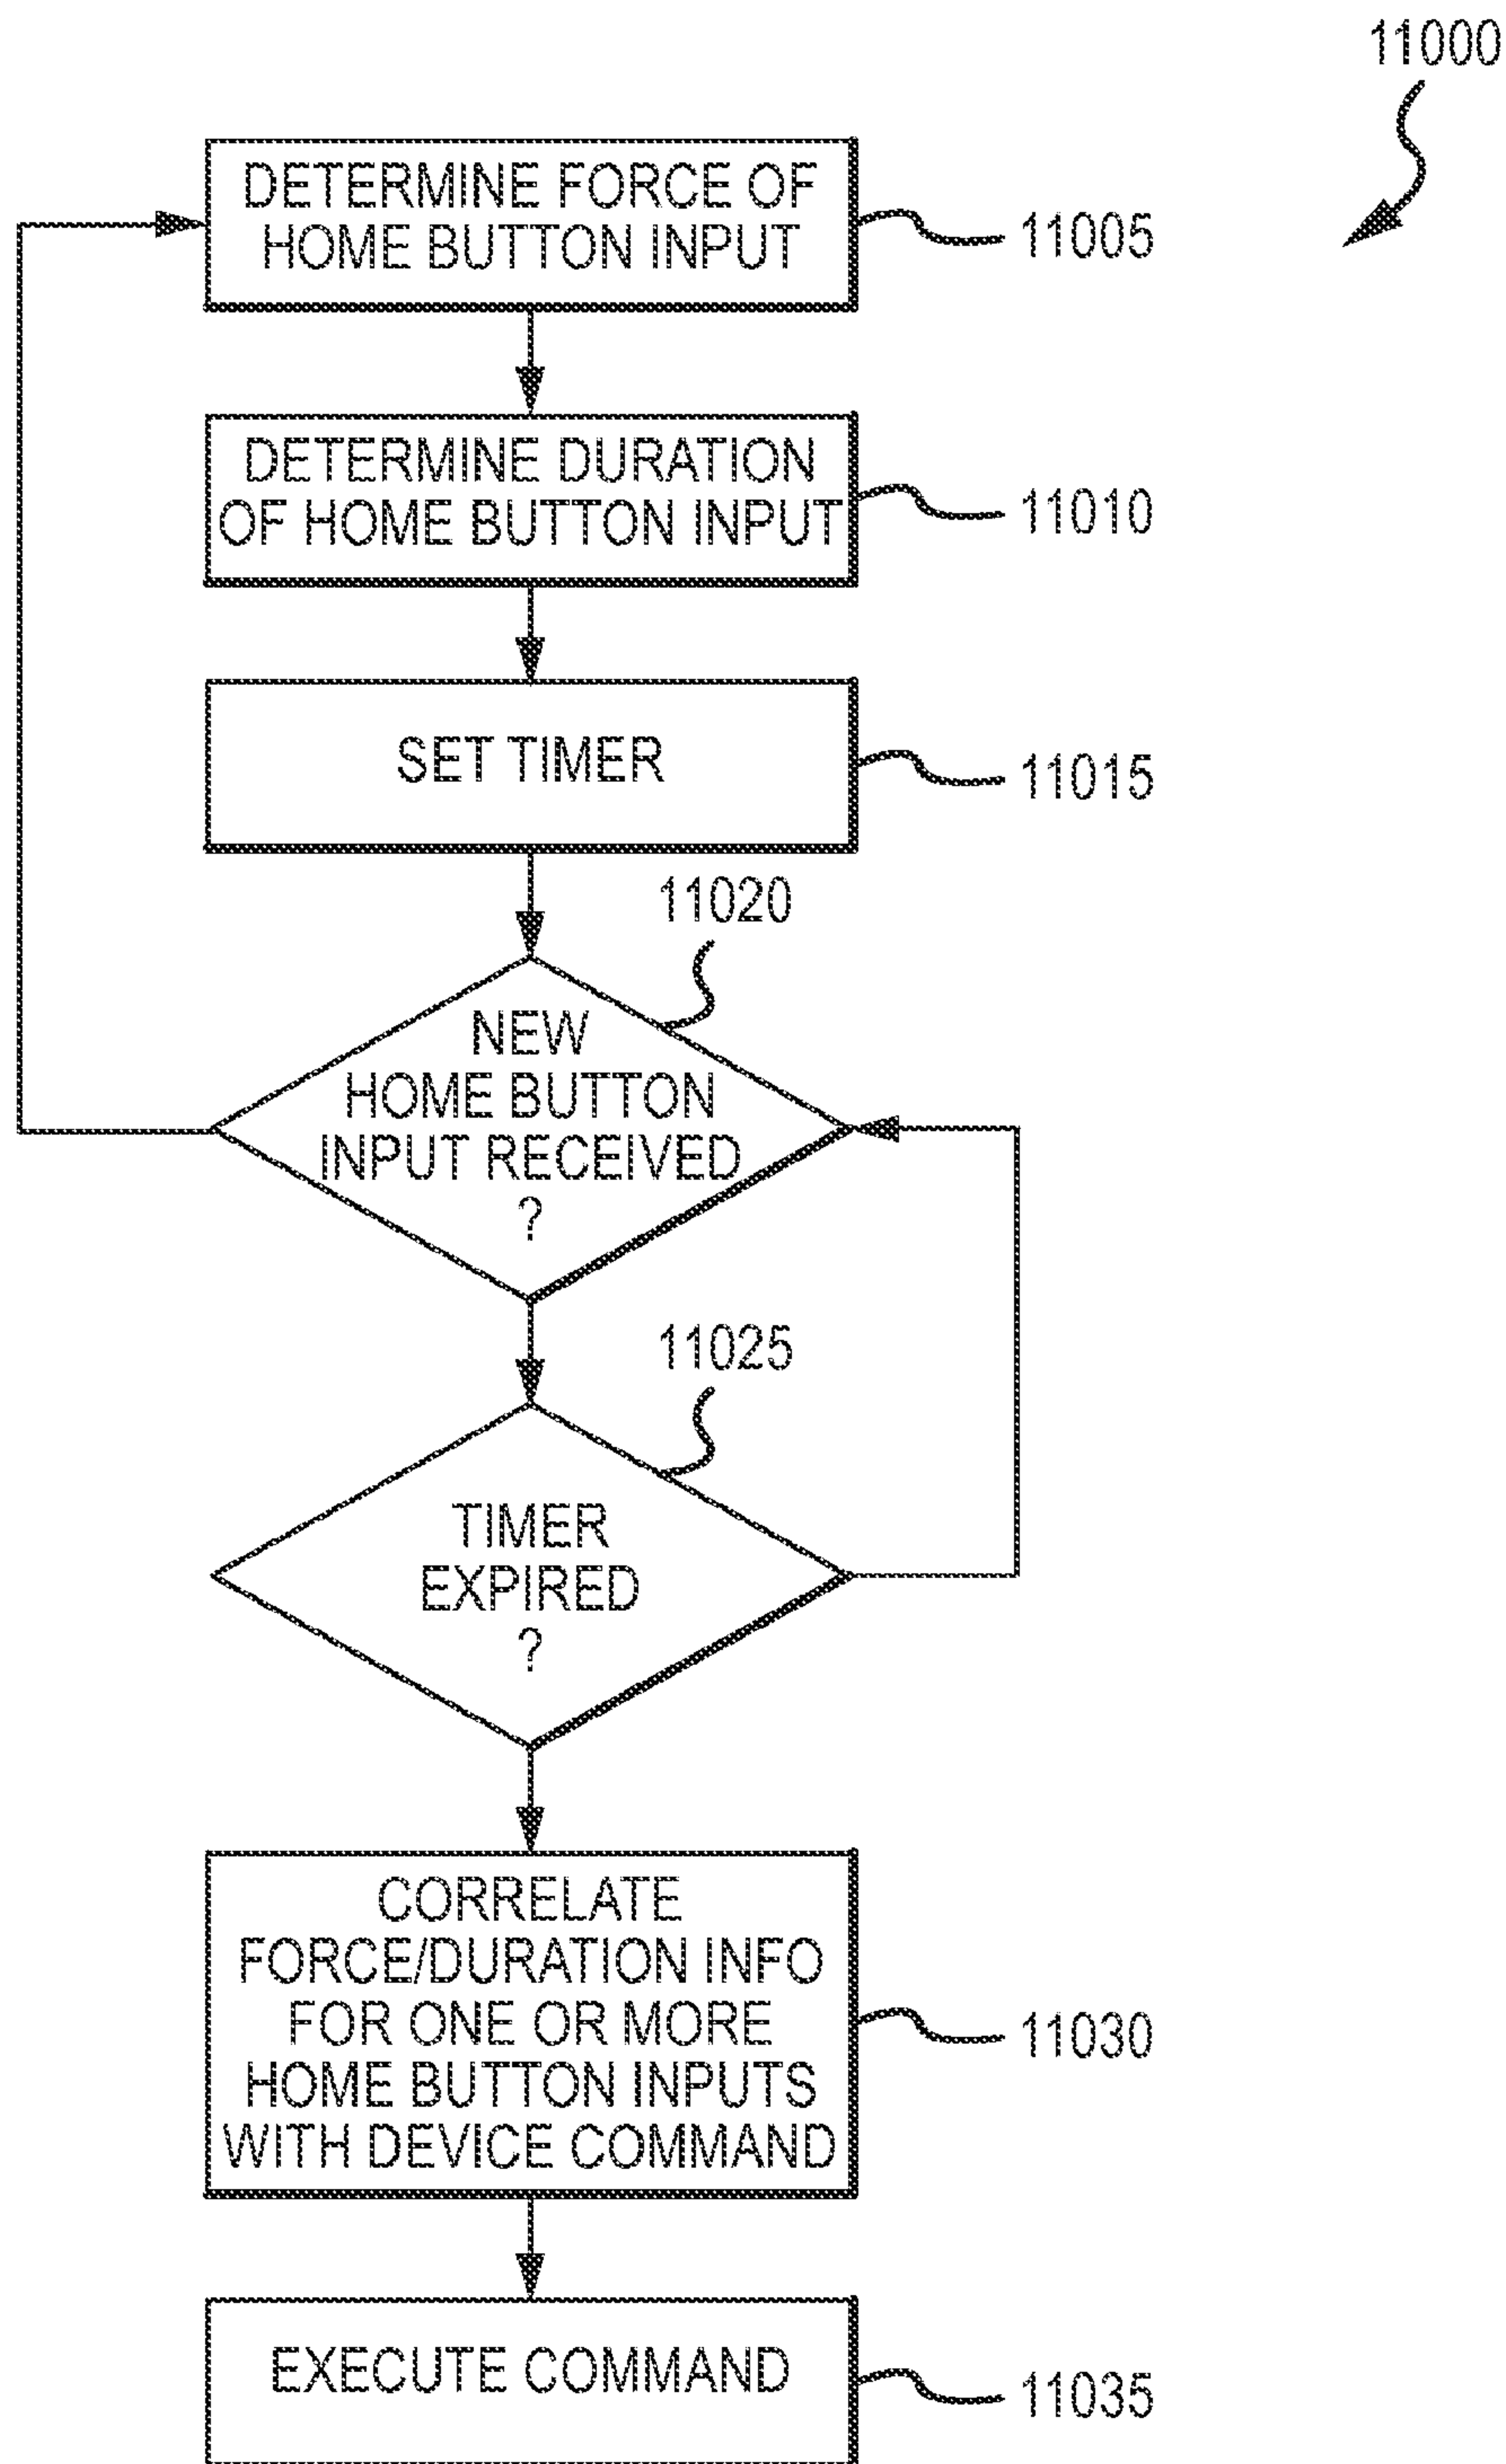 11000
DETERMINE FORCE OF
HOME BUTTON INPUT
11005
DETERMINE DURATION
OF HOME BUTTON INPUT
11010
SET TIMER
11015
11020
NEW
HOME BUTTON
INPUT RECEIVED
?
11025
TIMER
EXPIRED
?
CORRELATE
FORCE/DURATION INFO
FOR ONE OR MORE
HOME BUTTON INPUTS
WITH DEVICE COMMAND
11030
EXECUTE COMMAND
11035